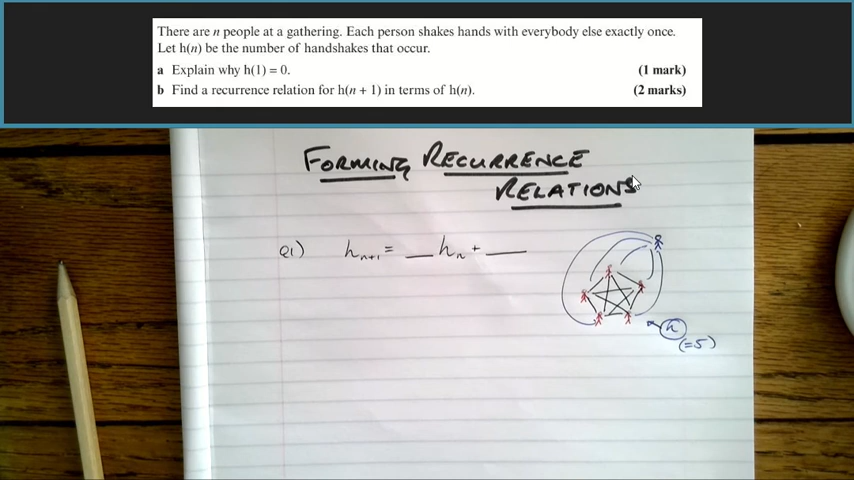 There are n people at a gathering. Each person shakes hands with everybody else exactly once.
Let h(n) be the number of handshakes that occur.
a Explain why h(1) = 0. (1 mark)
b Find a recurrence relation for h(n + 1) in terms of h(n). (2 marks)
FORMING RECURRENCE
RELATIONS
Q1) hₙ₊₁ = __ hₙ + __
n
(=5)